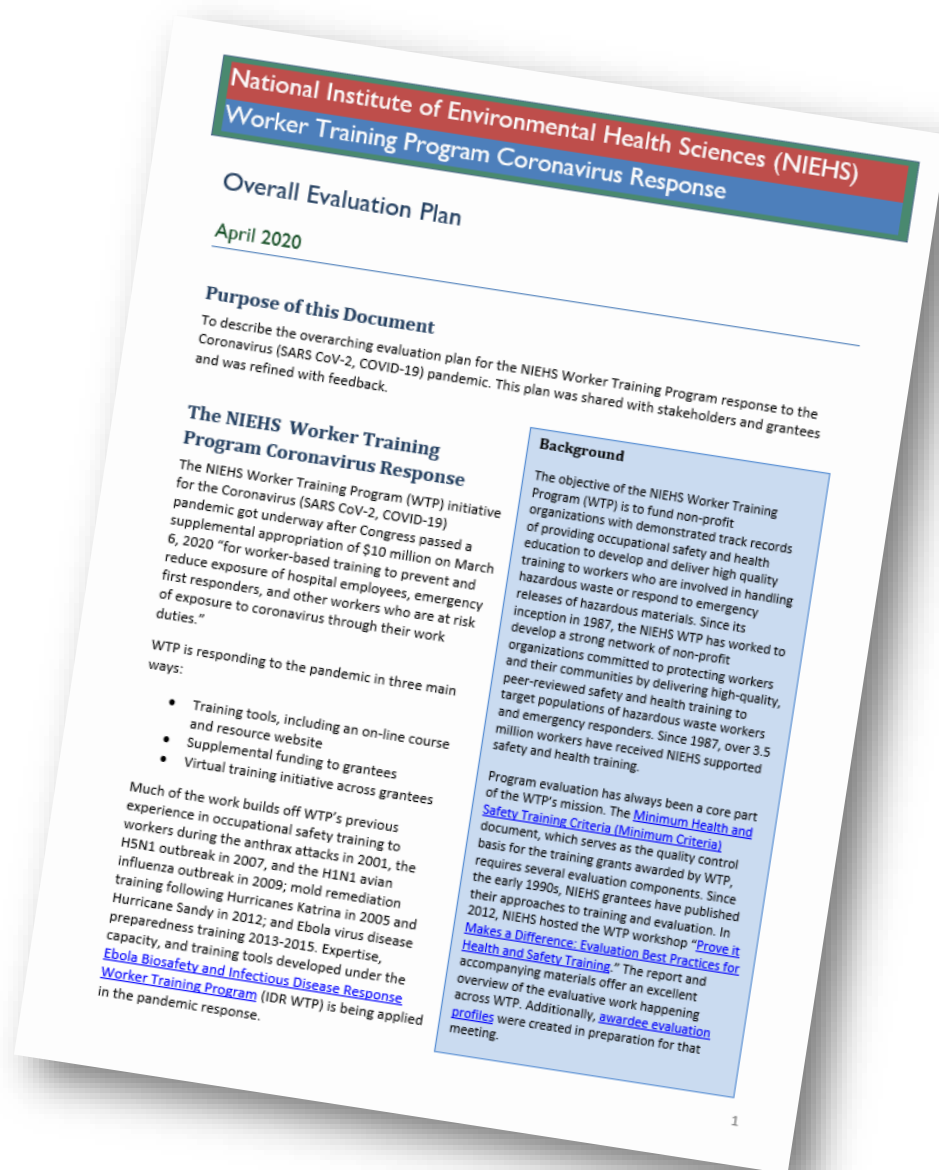 National Institute of Environmental Health Sciences (NIEHS)
Worker Training Program Coronavirus Response
Overall Evaluation Plan
April 2020
Purpose of this Document
To describe the overarching evaluation plan for the NIEHS Worker Training Program response to the
Coronavirus (SARS CoV-2, COVID-19) pandemic. This plan was shared with stakeholders and grantees
and was refined with feedback.
The NIEHS Worker Training
Program Coronavirus Response
The NIEHS Worker Training Program (WTP) initiative
for the Coronavirus (SARS CoV-2, COVID-19)
pandemic got underway after Congress passed a
supplemental appropriation of $10 million on March
6, 2020 “for worker-based training to prevent and
reduce exposure of hospital employees, emergency
first responders, and other workers who are at risk
of exposure to coronavirus through their work
duties.”
WTP is responding to the pandemic in three main
ways:
• Training tools, including an on-line course
and resource website
• Supplemental funding to grantees
• Virtual training initiative across grantees
Much of the work builds off WTP’s previous
experience in occupational safety training to
workers during the anthrax attacks in 2001, the
H5N1 outbreak in 2007, and the H1N1 avian
influenza outbreak in 2009; mold remediation
training following Hurricanes Katrina in 2005 and
Hurricane Sandy in 2012; and Ebola virus disease
preparedness training 2013-2015. Expertise,
capacity, and training tools developed under the
Ebola Biosafety and Infectious Disease Response
Worker Training Program (IDR WTP) is being applied
in the pandemic response.
Background
The objective of the NIEHS Worker Training
Program (WTP) is to fund non-profit
organizations with demonstrated track records
of providing occupational safety and health
education to develop and deliver high quality
training to workers who are involved in handling
hazardous waste or respond to emergency
releases of hazardous materials. Since its
inception in 1987, the NIEHS WTP has worked to
develop a strong network of non-profit
organizations committed to protecting workers
and their communities by delivering high-quality,
peer-reviewed safety and health training to
target populations of hazardous waste workers
and emergency responders. Since 1987, over 3.5
million workers have received NIEHS supported
safety and health training.
Program evaluation has always been a core part
of the WTP’s mission. The Minimum Health and
Safety Training Criteria (Minimum Criteria)
document, which serves as the quality control
basis for the training grants awarded by WTP,
requires several evaluation components. Since
the early 1990s, NIEHS grantees have published
their approaches to training and evaluation. In
2012, NIEHS hosted the WTP workshop “Prove it
Makes a Difference: Evaluation Best Practices for
Health and Safety Training.” The report and
accompanying materials offer an excellent
overview of the evaluative work happening
across WTP. Additionally, awardee evaluation
profiles were created in preparation for that
meeting.
1